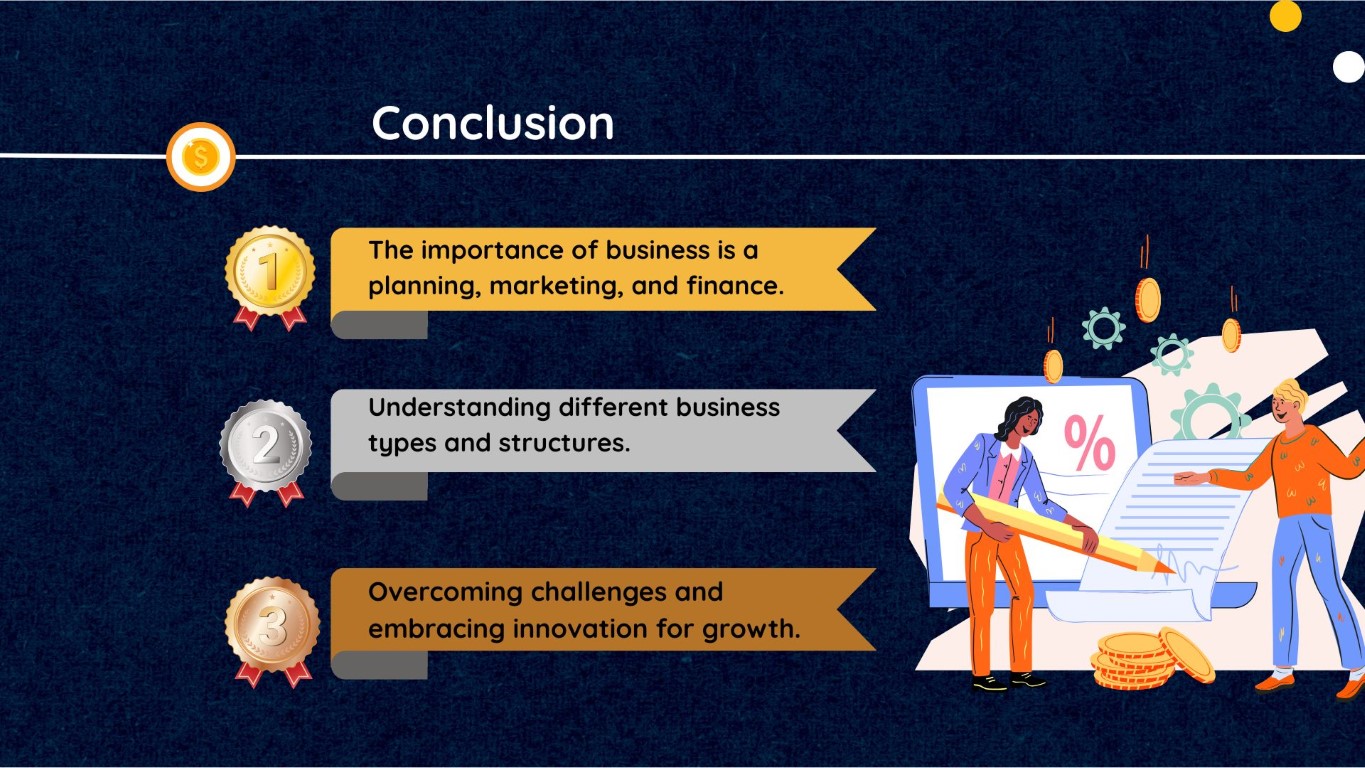 Conclusion
$
1
The importance of business is a
planning, marketing, and finance.
2
Understanding different business
types and structures.
3
Overcoming challenges and
embracing innovation for growth.
%